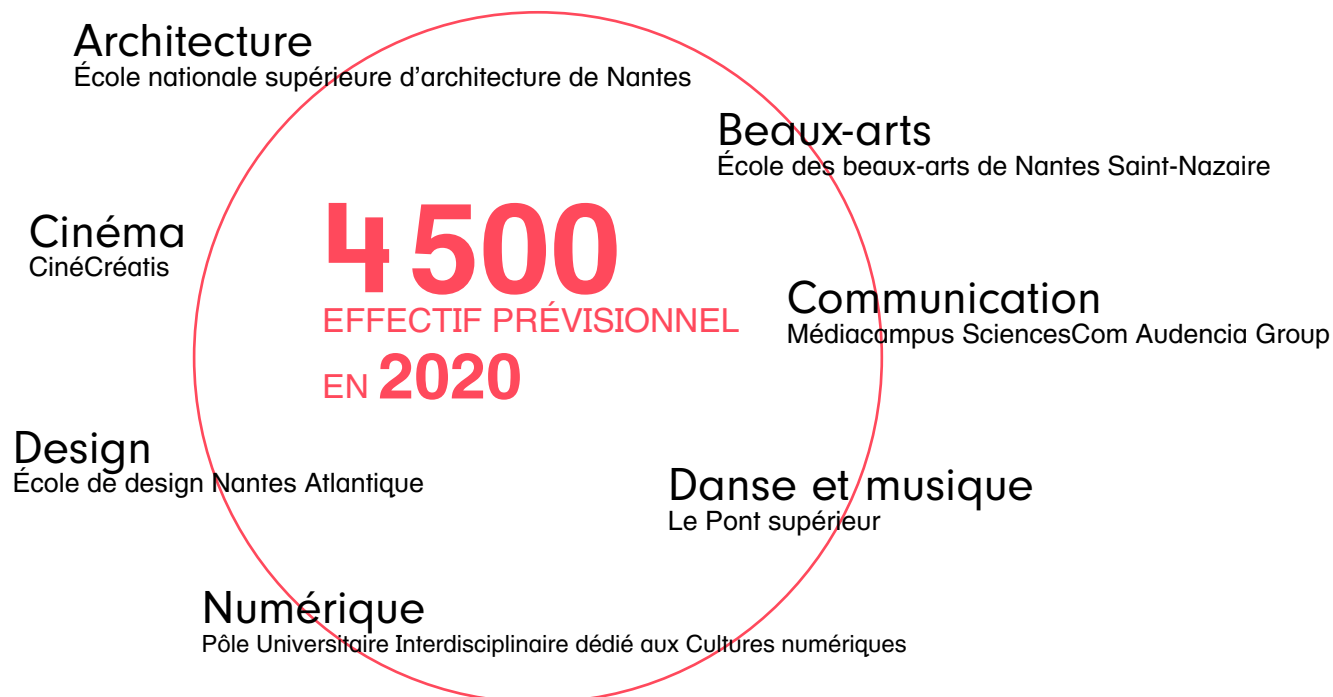 Architecture
École nationale supérieure d'architecture de Nantes
Beaux-arts
École des beaux-arts de Nantes Saint-Nazaire
Cinéma
CinéCréatis
4 500
EFFECTIF PRÉVISIONNEL
EN 2020
Communication
Médiacampus SciencesCom Audencia Group
Design
École de design Nantes Atlantique
Danse et musique
Le Pont supérieur
Numérique
Pôle Universitaire Interdisciplinaire dédié aux Cultures numériques